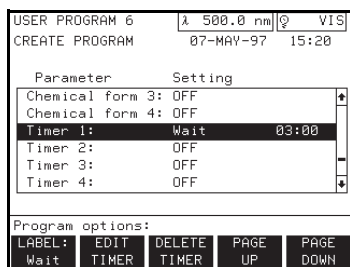 USER PROGRAM 6 λ 500.0 nm VIS
CREATE PROGRAM 07-MAY-97 15:20
Parameter Setting
Chemical form 3: OFF
Chemical form 4: OFF
Timer 1: Wait 03:00
Timer 2: OFF
Timer 3: OFF
Timer 4: OFF
Program options:
LABEL: EDIT DELETE PAGE PAGE
Wait TIMER TIMER UP DOWN